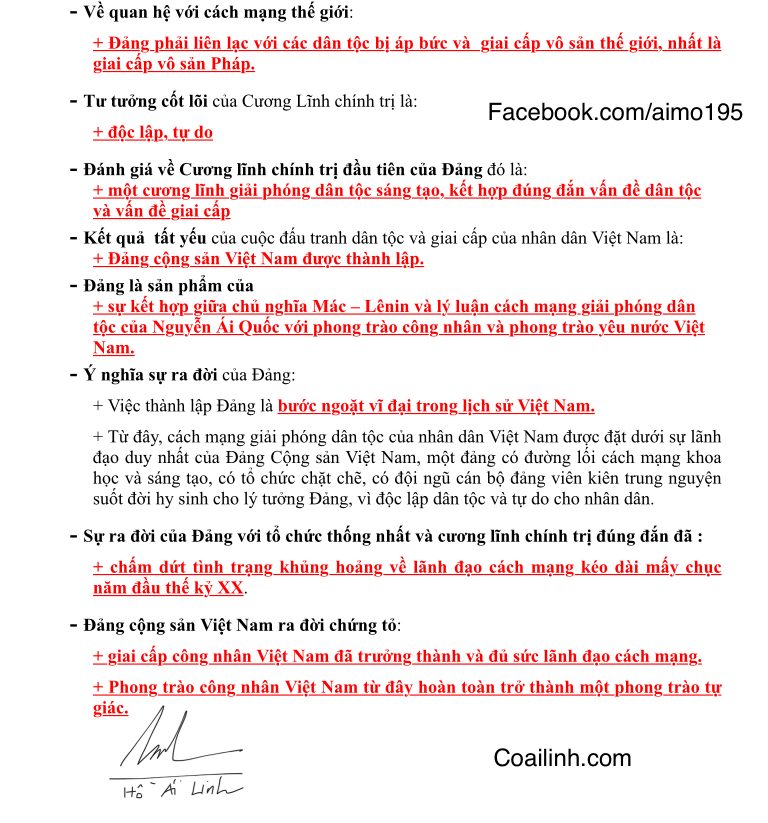 - Về quan hệ với cách mạng thế giới:
+ Đảng phải liên lạc với các dân tộc bị áp bức và giai cấp vô sản thế giới, nhất là
giai cấp vô sản Pháp.
- Tư tưởng cốt lõi của Cương Lĩnh chính trị là:
Facebook.com/aimo195
+ độc lập, tự do
- Đánh giá về Cương lĩnh chính trị đầu tiên của Đảng đó là:
+ một cương lĩnh giải phóng dân tộc sáng tạo, kết hợp đúng đắn vấn đề dân tộc
và vấn đề giai cấp
- Kết quả tất yếu của cuộc đấu tranh dân tộc và giai cấp của nhân dân Việt Nam là:
+ Đảng cộng sản Việt Nam được thành lập.
- Đảng là sản phẩm của
+ sự kết hợp giữa chủ nghĩa Mác – Lênin và lý luận cách mạng giải phóng dân
tộc của Nguyễn Ái Quốc với phong trào công nhân và phong trào yêu nước Việt
Nam.
- Ý nghĩa sự ra đời của Đảng:
+ Việc thành lập Đảng là bước ngoặt vĩ đại trong lịch sử Việt Nam.
+ Từ đây, cách mạng giải phóng dân tộc của nhân dân Việt Nam được đặt dưới sự lãnh
đạo duy nhất của Đảng Cộng sản Việt Nam, một đảng có đường lối cách mạng khoa
học và sáng tạo, có tổ chức chặt chẽ, có đội ngũ cán bộ đảng viên kiên trung nguyện
suốt đời hy sinh cho lý tưởng Đảng, vì độc lập dân tộc và tự do cho nhân dân.
- Sự ra đời của Đảng với tổ chức thống nhất và cương lĩnh chính trị đúng đắn đã :
+ chấm dứt tình trạng khủng hoảng về lãnh đạo cách mạng kéo dài mấy chục
năm đầu thế kỷ XX.
- Đảng cộng sản Việt Nam ra đời chứng tỏ:
+ giai cấp công nhân Việt Nam đã trưởng thành và đủ sức lãnh đạo cách mạng.
+ Phong trào công nhân Việt Nam từ đây hoàn toàn trở thành một phong trào tự
giác.
Coailinh.com
Hồ Ái Linh